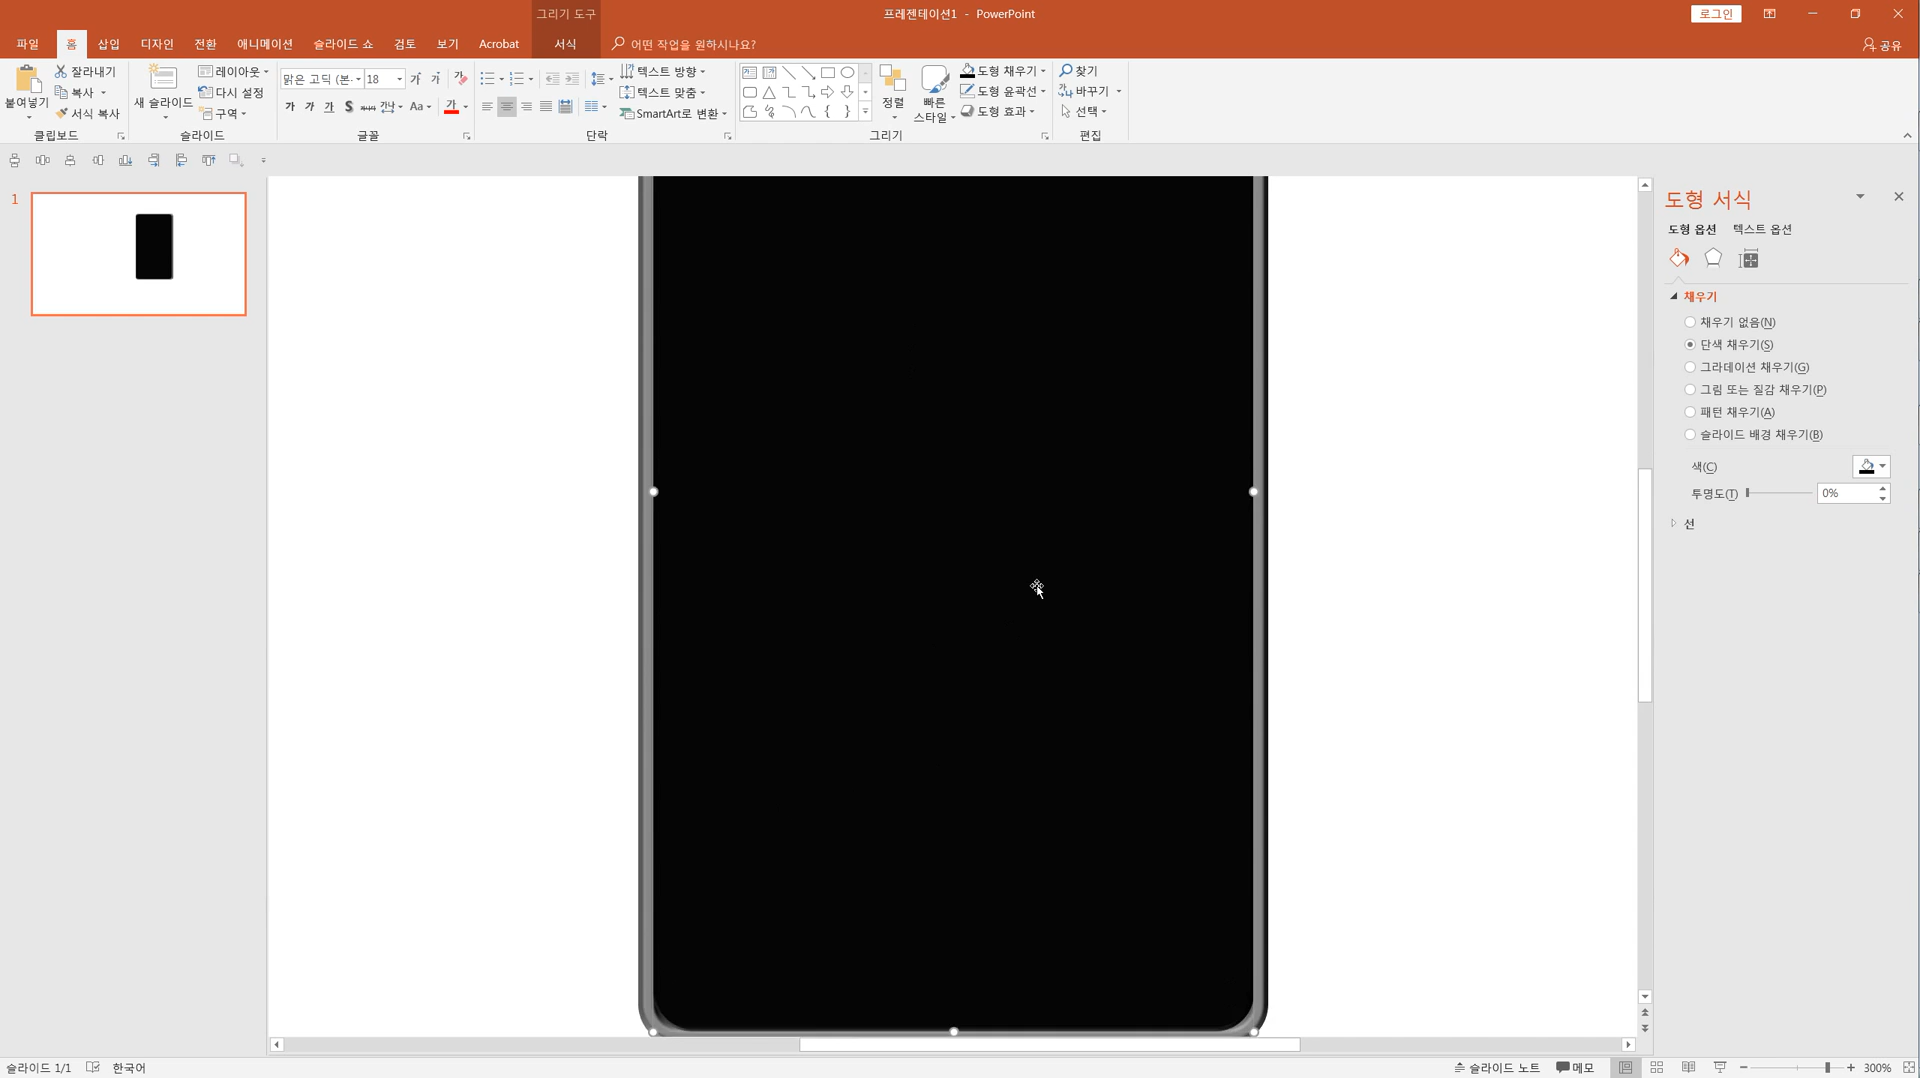 그리기 도구
프레젠테이션1 - PowerPoint
로그인
파일 홈 삽입 디자인 전환 애니메이션 슬라이드 쇼 검토 보기 Acrobat 서식 어떤 작업을 원하시나요? 공유
붙여넣기
잘라내기
복사
서식 복사
클립보드
새 슬라이드
레이아웃
다시 설정
구역
슬라이드
맑은 고딕 (본- 18 가 가 가
가 가 가 S abc 간나 Aa 가
글꼴
텍스트 방향
텍스트 맞춤
SmartArt로 변환
단락
정렬
빠른
스타일
도형 채우기
도형 윤곽선
도형 효과
그리기
찾기
바꾸기
선택
편집
1
도형 서식
도형 옵션 텍스트 옵션
채우기
채우기 없음(N)
단색 채우기(S)
그라데이션 채우기(G)
그림 또는 질감 채우기(P)
패턴 채우기(A)
슬라이드 배경 채우기(B)
색(C)
투명도(T) 0%
선
슬라이드 1/1 한국어 슬라이드 노트 메모 300%